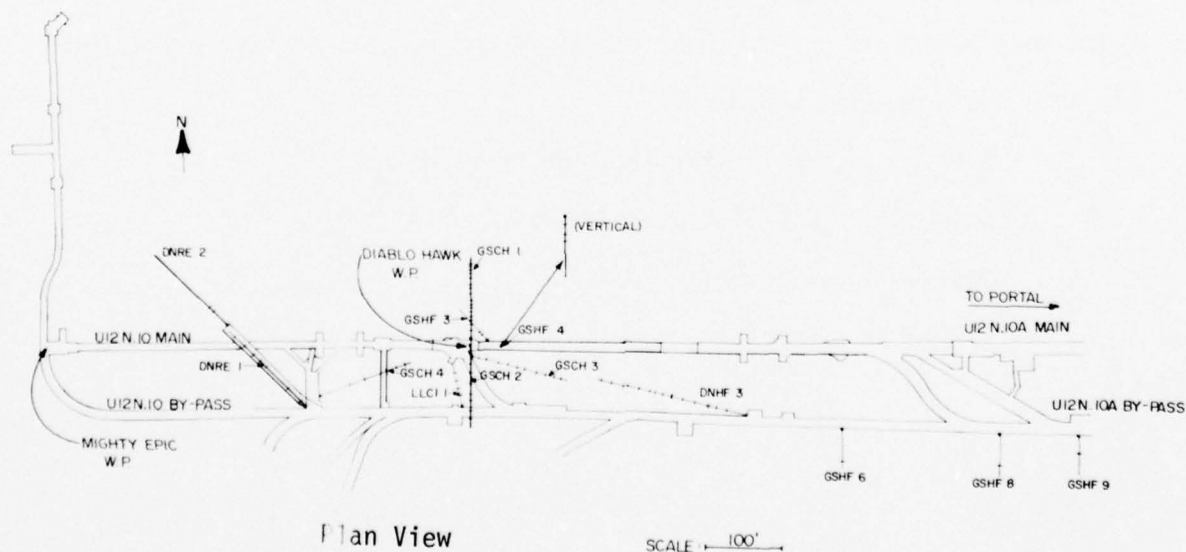 N
(VERTICAL)
DNRE 2
DIABLO HAWK
W.P.
GSCH 1
TO PORTAL
GSHF 3
U12N.10 MAIN
GSHF 4
U12N.10A MAIN
DNRE 1
GSCH 4
GSCH 2
GSCH 3
LLCI 1
DNHF 3
U12N.10 BY-PASS
U12N.10A BY-PASS
MIGHTY EPIC
W.P.
GSHF 6
GSHF 8
GSHF 9
Plan View
SCALE 100'